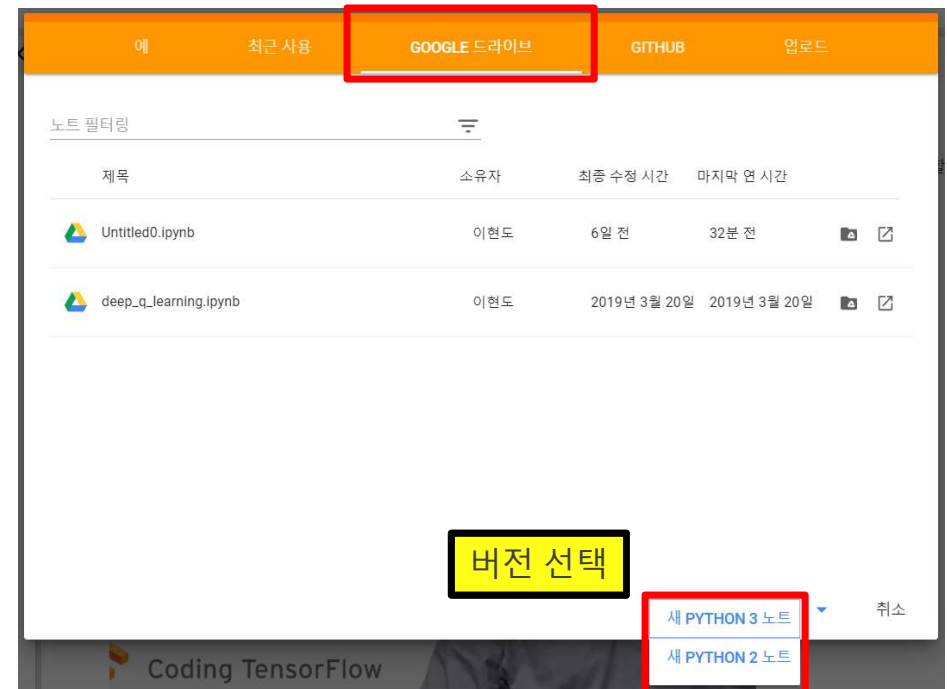 예 최근 사용 GOOGLE 드라이브 GITHUB 업로드
노트 필터링
제목 소유자 최종 수정 시간 마지막 연 시간
Untitled0.ipynb 이현도 6일 전 32분 전
deep_q_learning.ipynb 이현도 2019년 3월 20일 2019년 3월 20일
버전 선택
새 PYTHON 3 노트 취소
새 PYTHON 2 노트
Coding TensorFlow